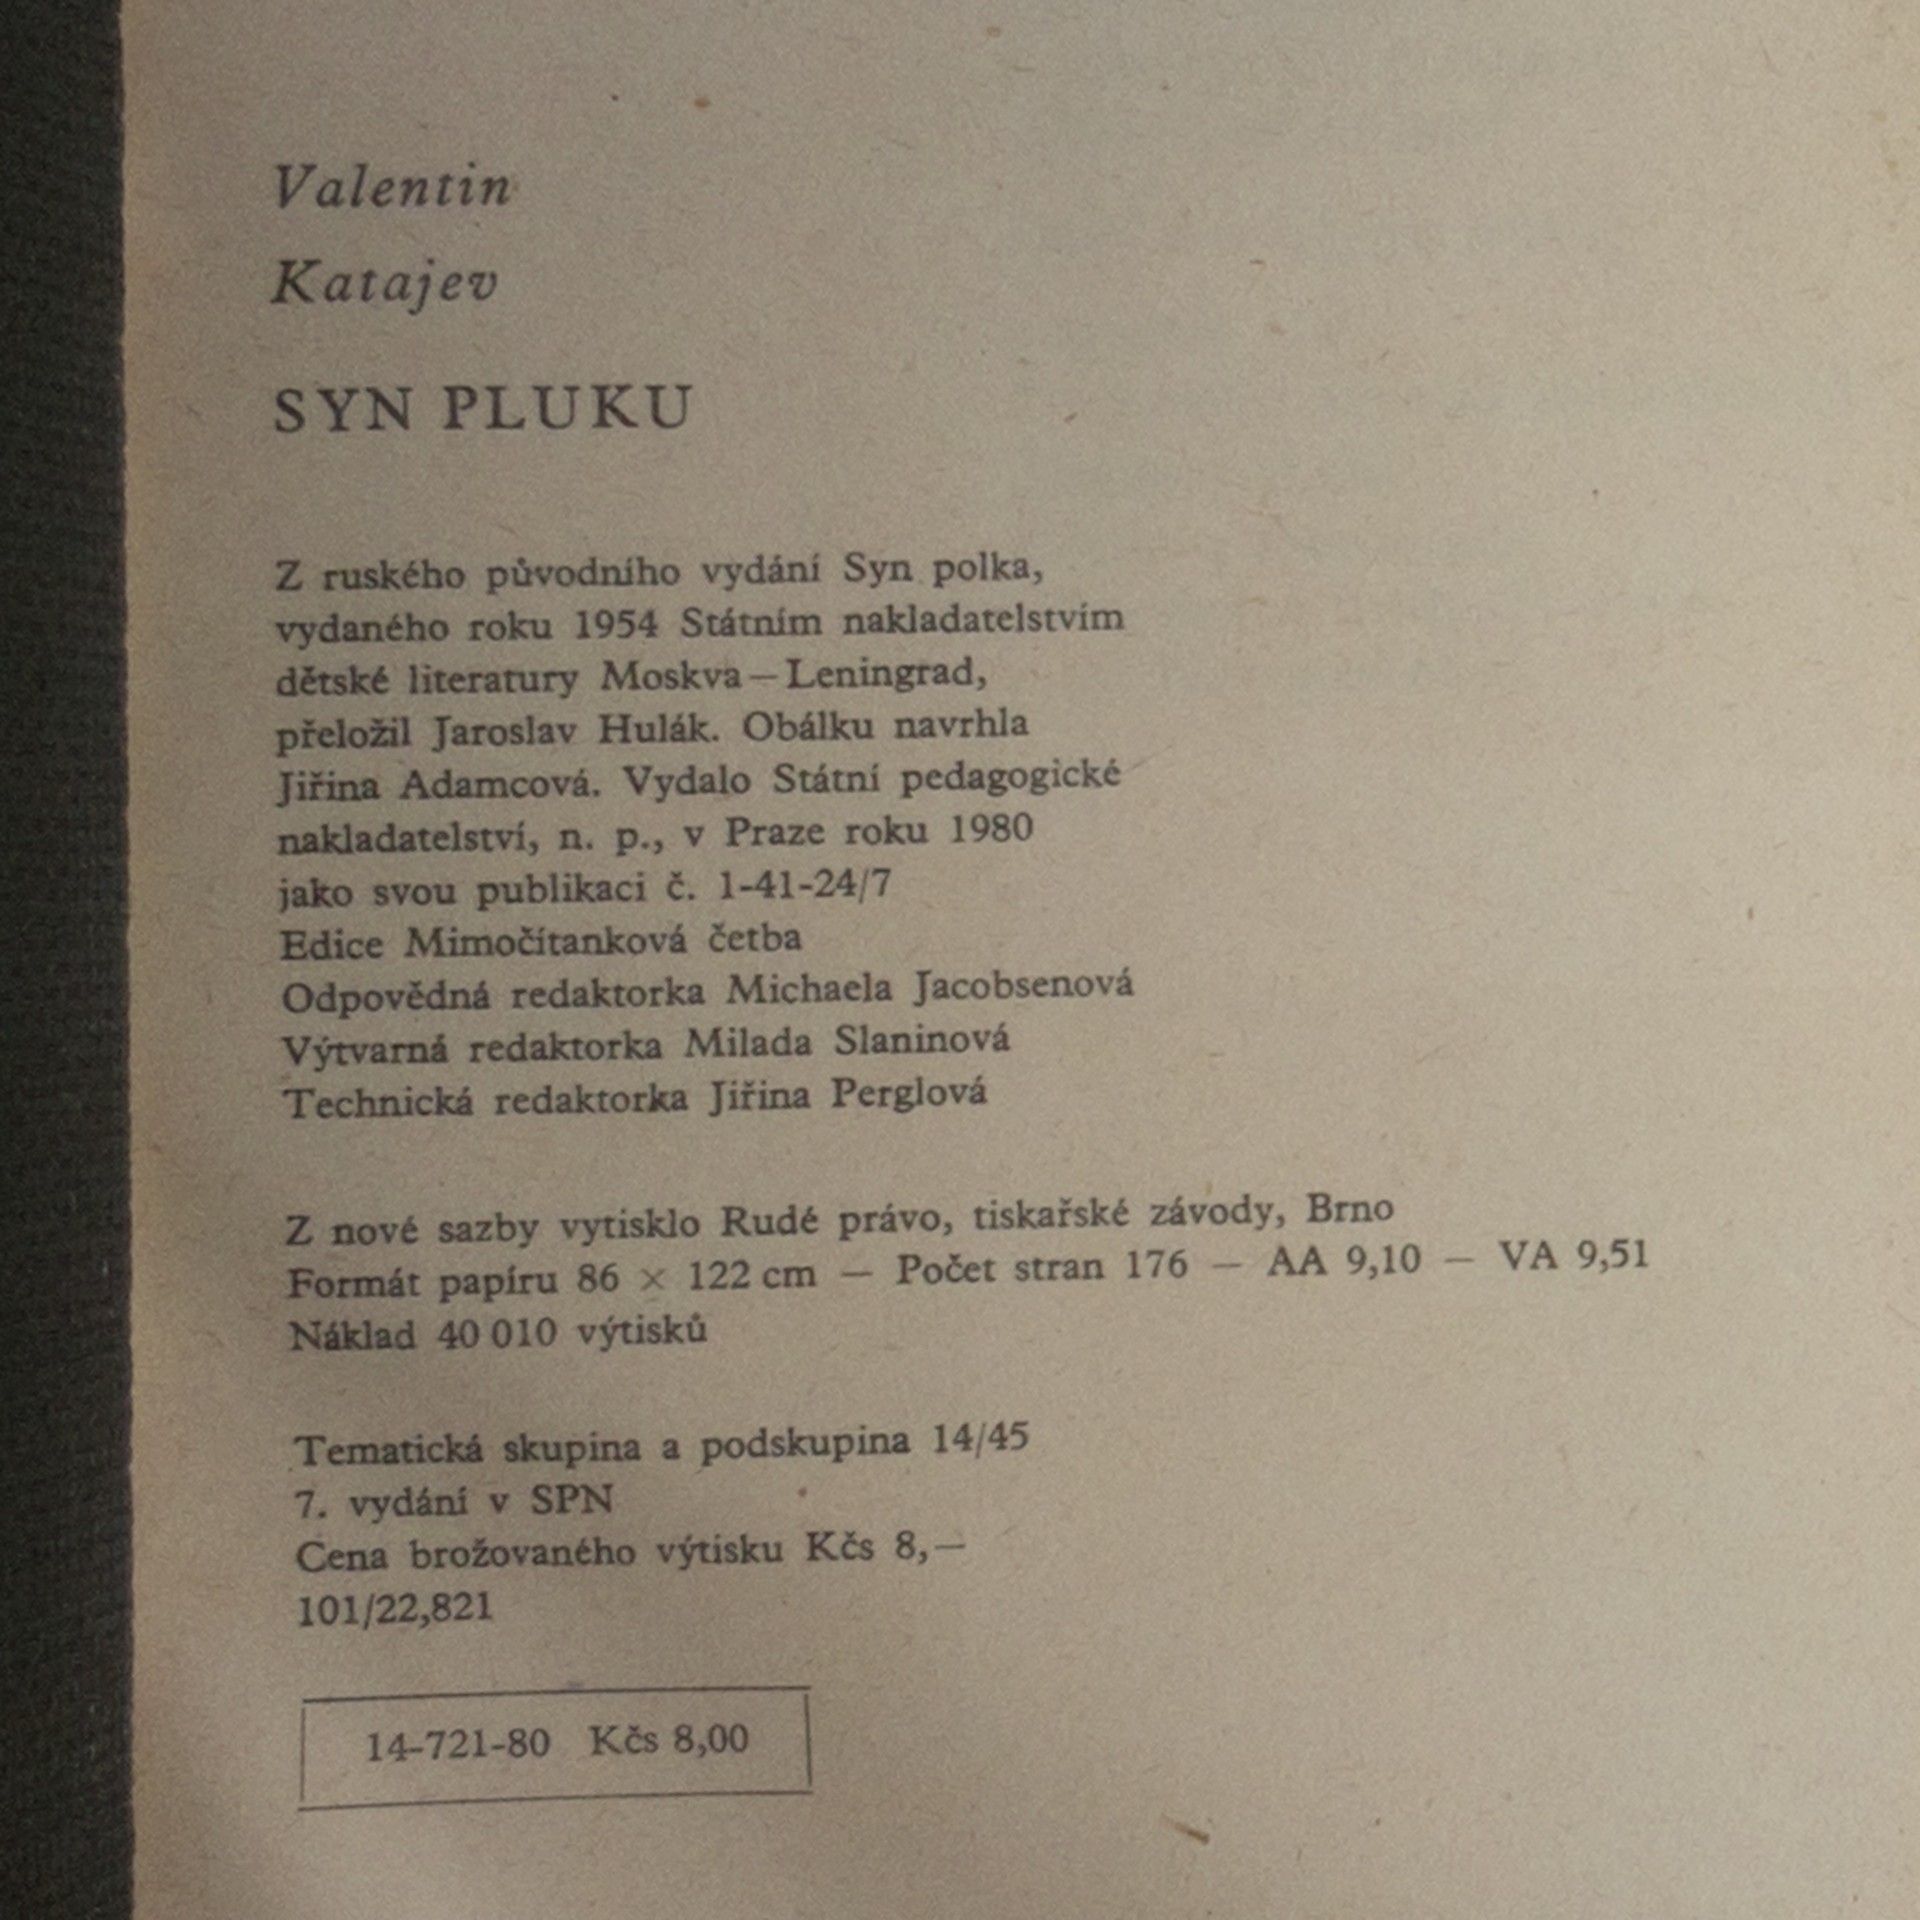 Valentin
Katajev
SYN PLUKU
Z ruského původního vydání Syn polka,
vydaného roku 1954 Státním nakladatelstvím
dětské literatury Moskva — Leningrad,
přeložil Jaroslav Hulák. Obálku navrhla
Jiřina Adamcová. Vydalo Státní pedagogické
nakladatelství, n. p., v Praze roku 1980
jako svou publikaci č. 1-41-24/7
Edice Mimočítanková četba
Odpovědná redaktorka Michaela Jacobsenová
Výtvarná redaktorka Milada Slaninová
Technická redaktorka Jiřina Perglová
Z nové sazby vytisklo Rudé právo, tiskařské závody, Brno
Formát papíru 86 × 122 cm — Počet stran 176 — AA 9,10 — VA 9,51
Náklad 40 010 výtisků
Tematická skupina a podskupina 14/45
7. vydání v SPN
Cena brožovaného výtisku Kčs 8,—
101/22,821
14-721-80 Kčs 8,00